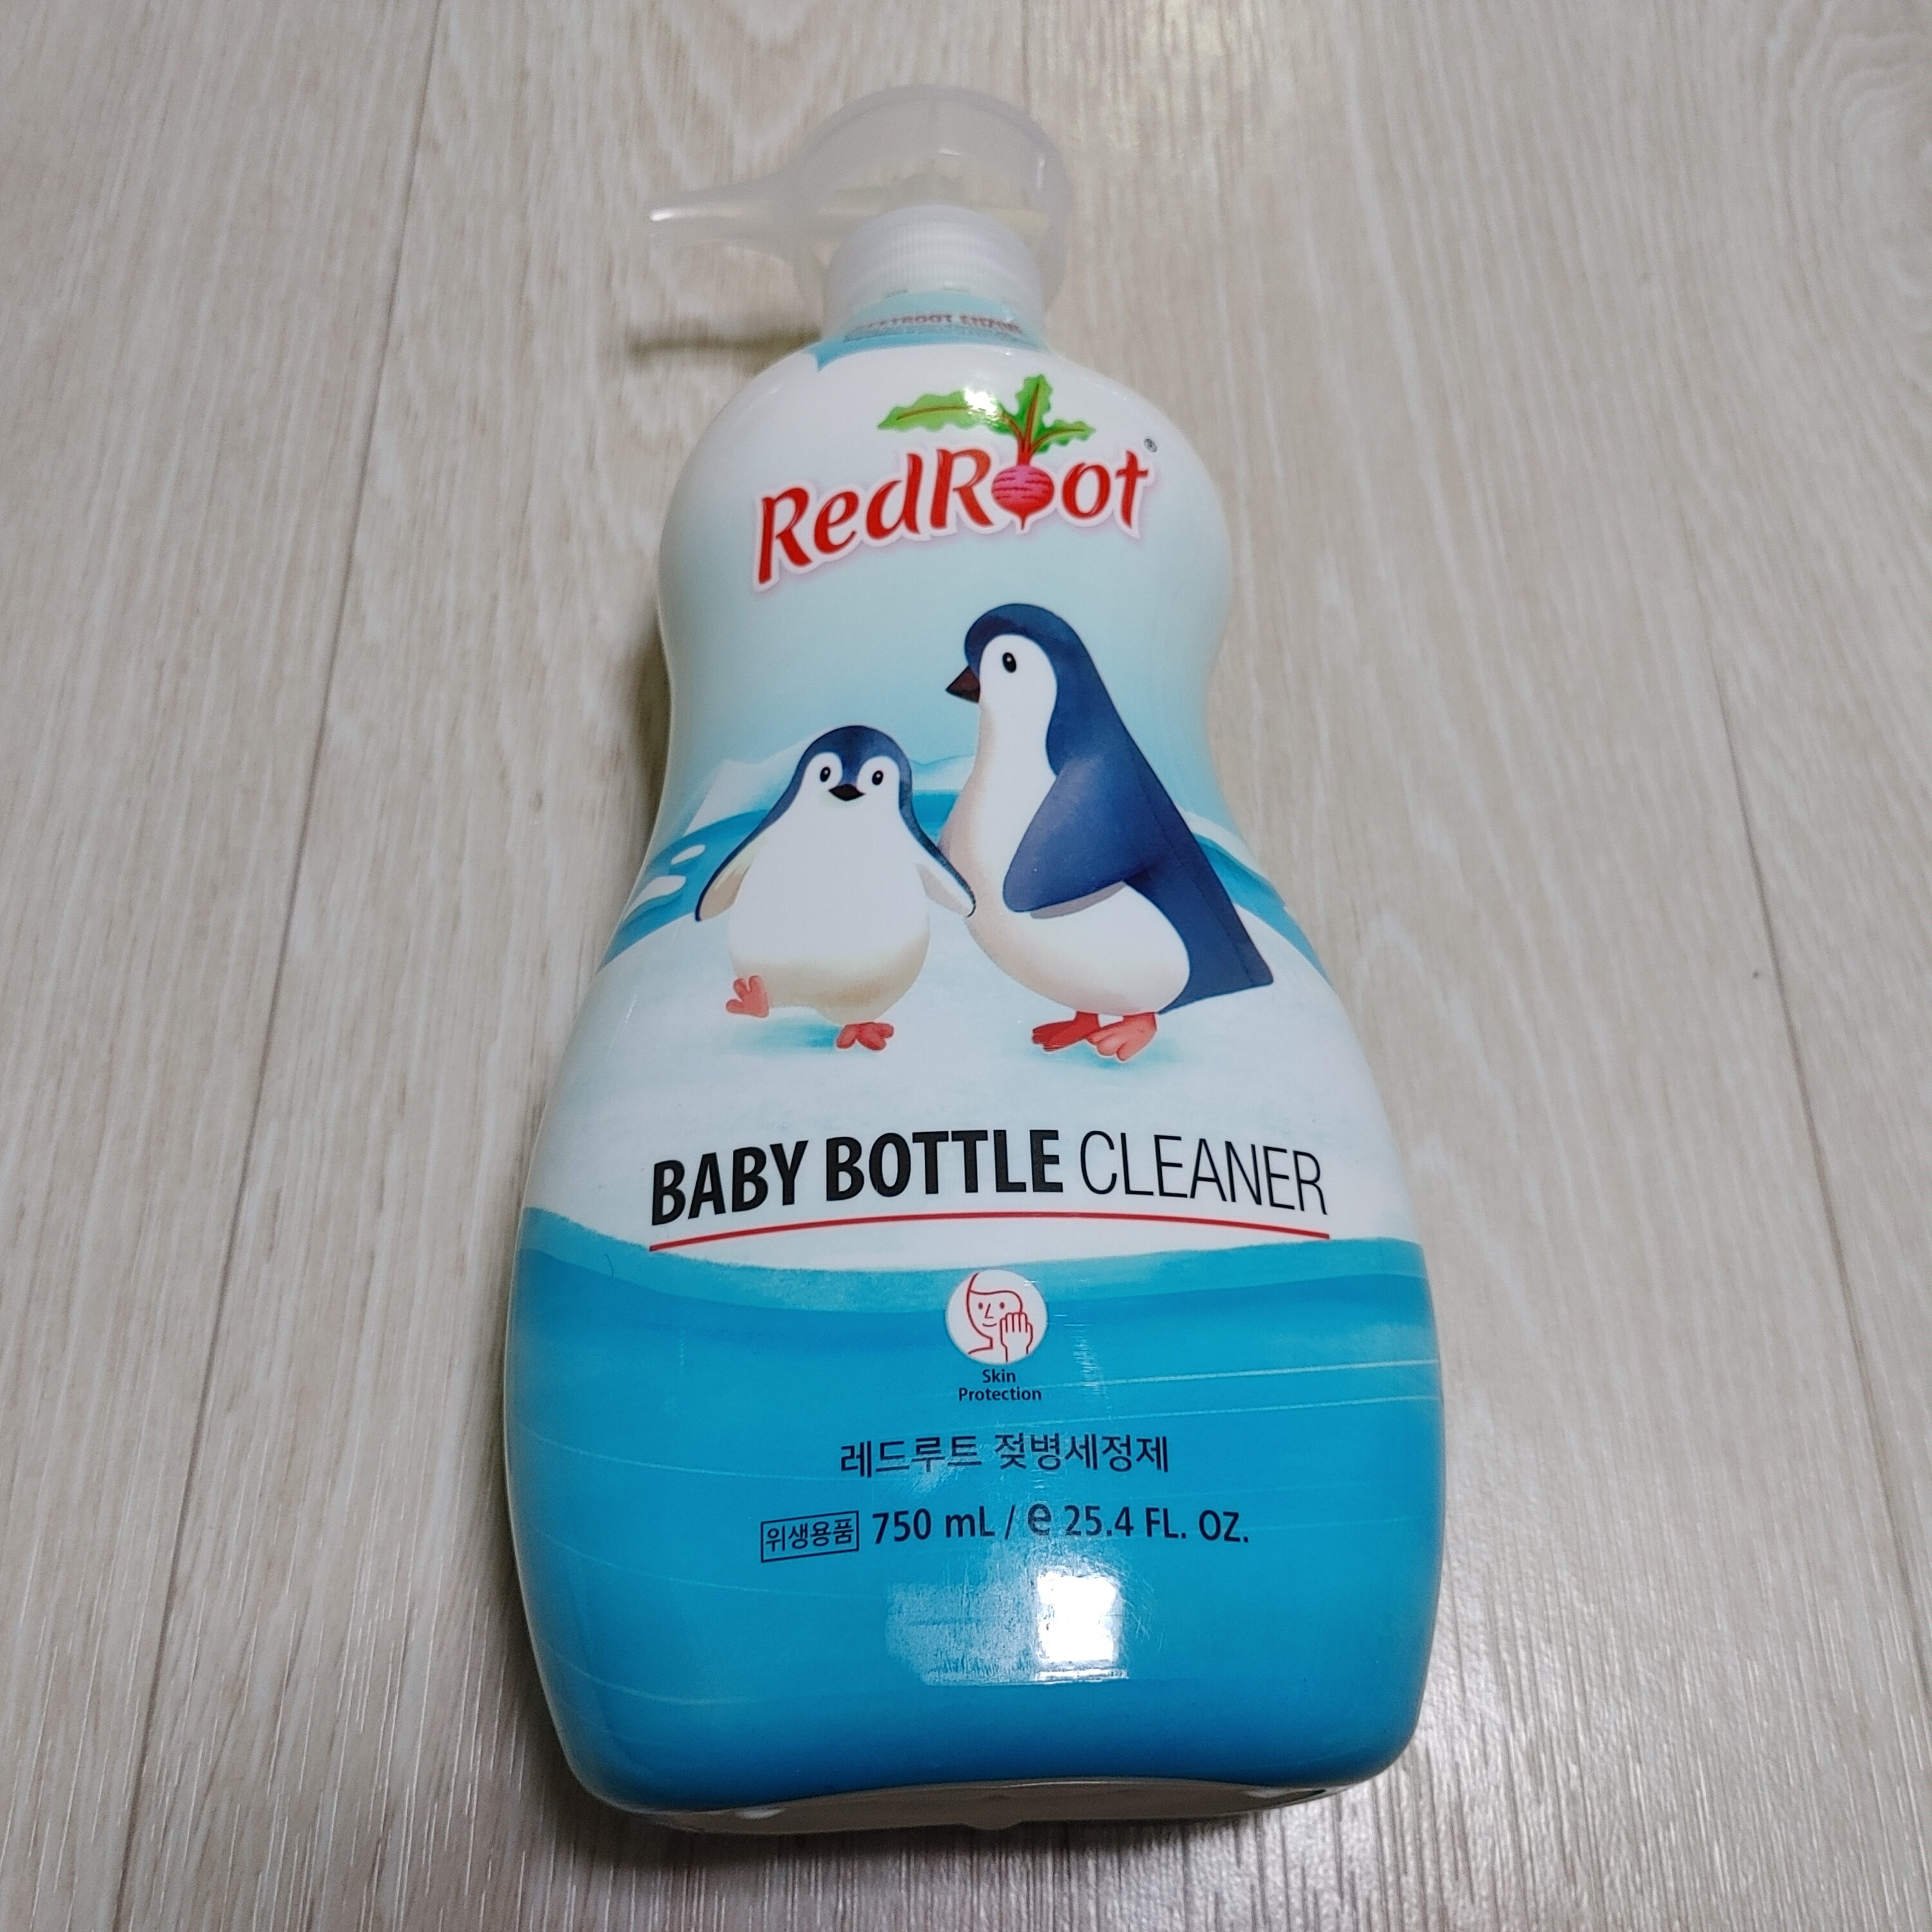 RedRoot®
BABY BOTTLE CLEANER
Skin
Protection
레드루트 젖병세정제
위생용품 750 mL / e 25.4 FL. OZ.